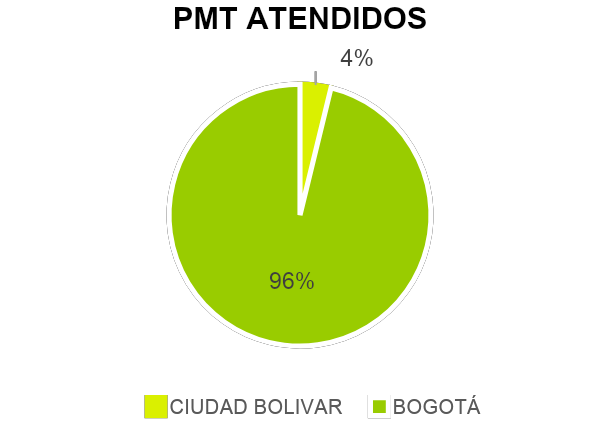 PMT ATENDIDOS
4%
96%
CIUDAD BOLIVAR BOGOTÁ